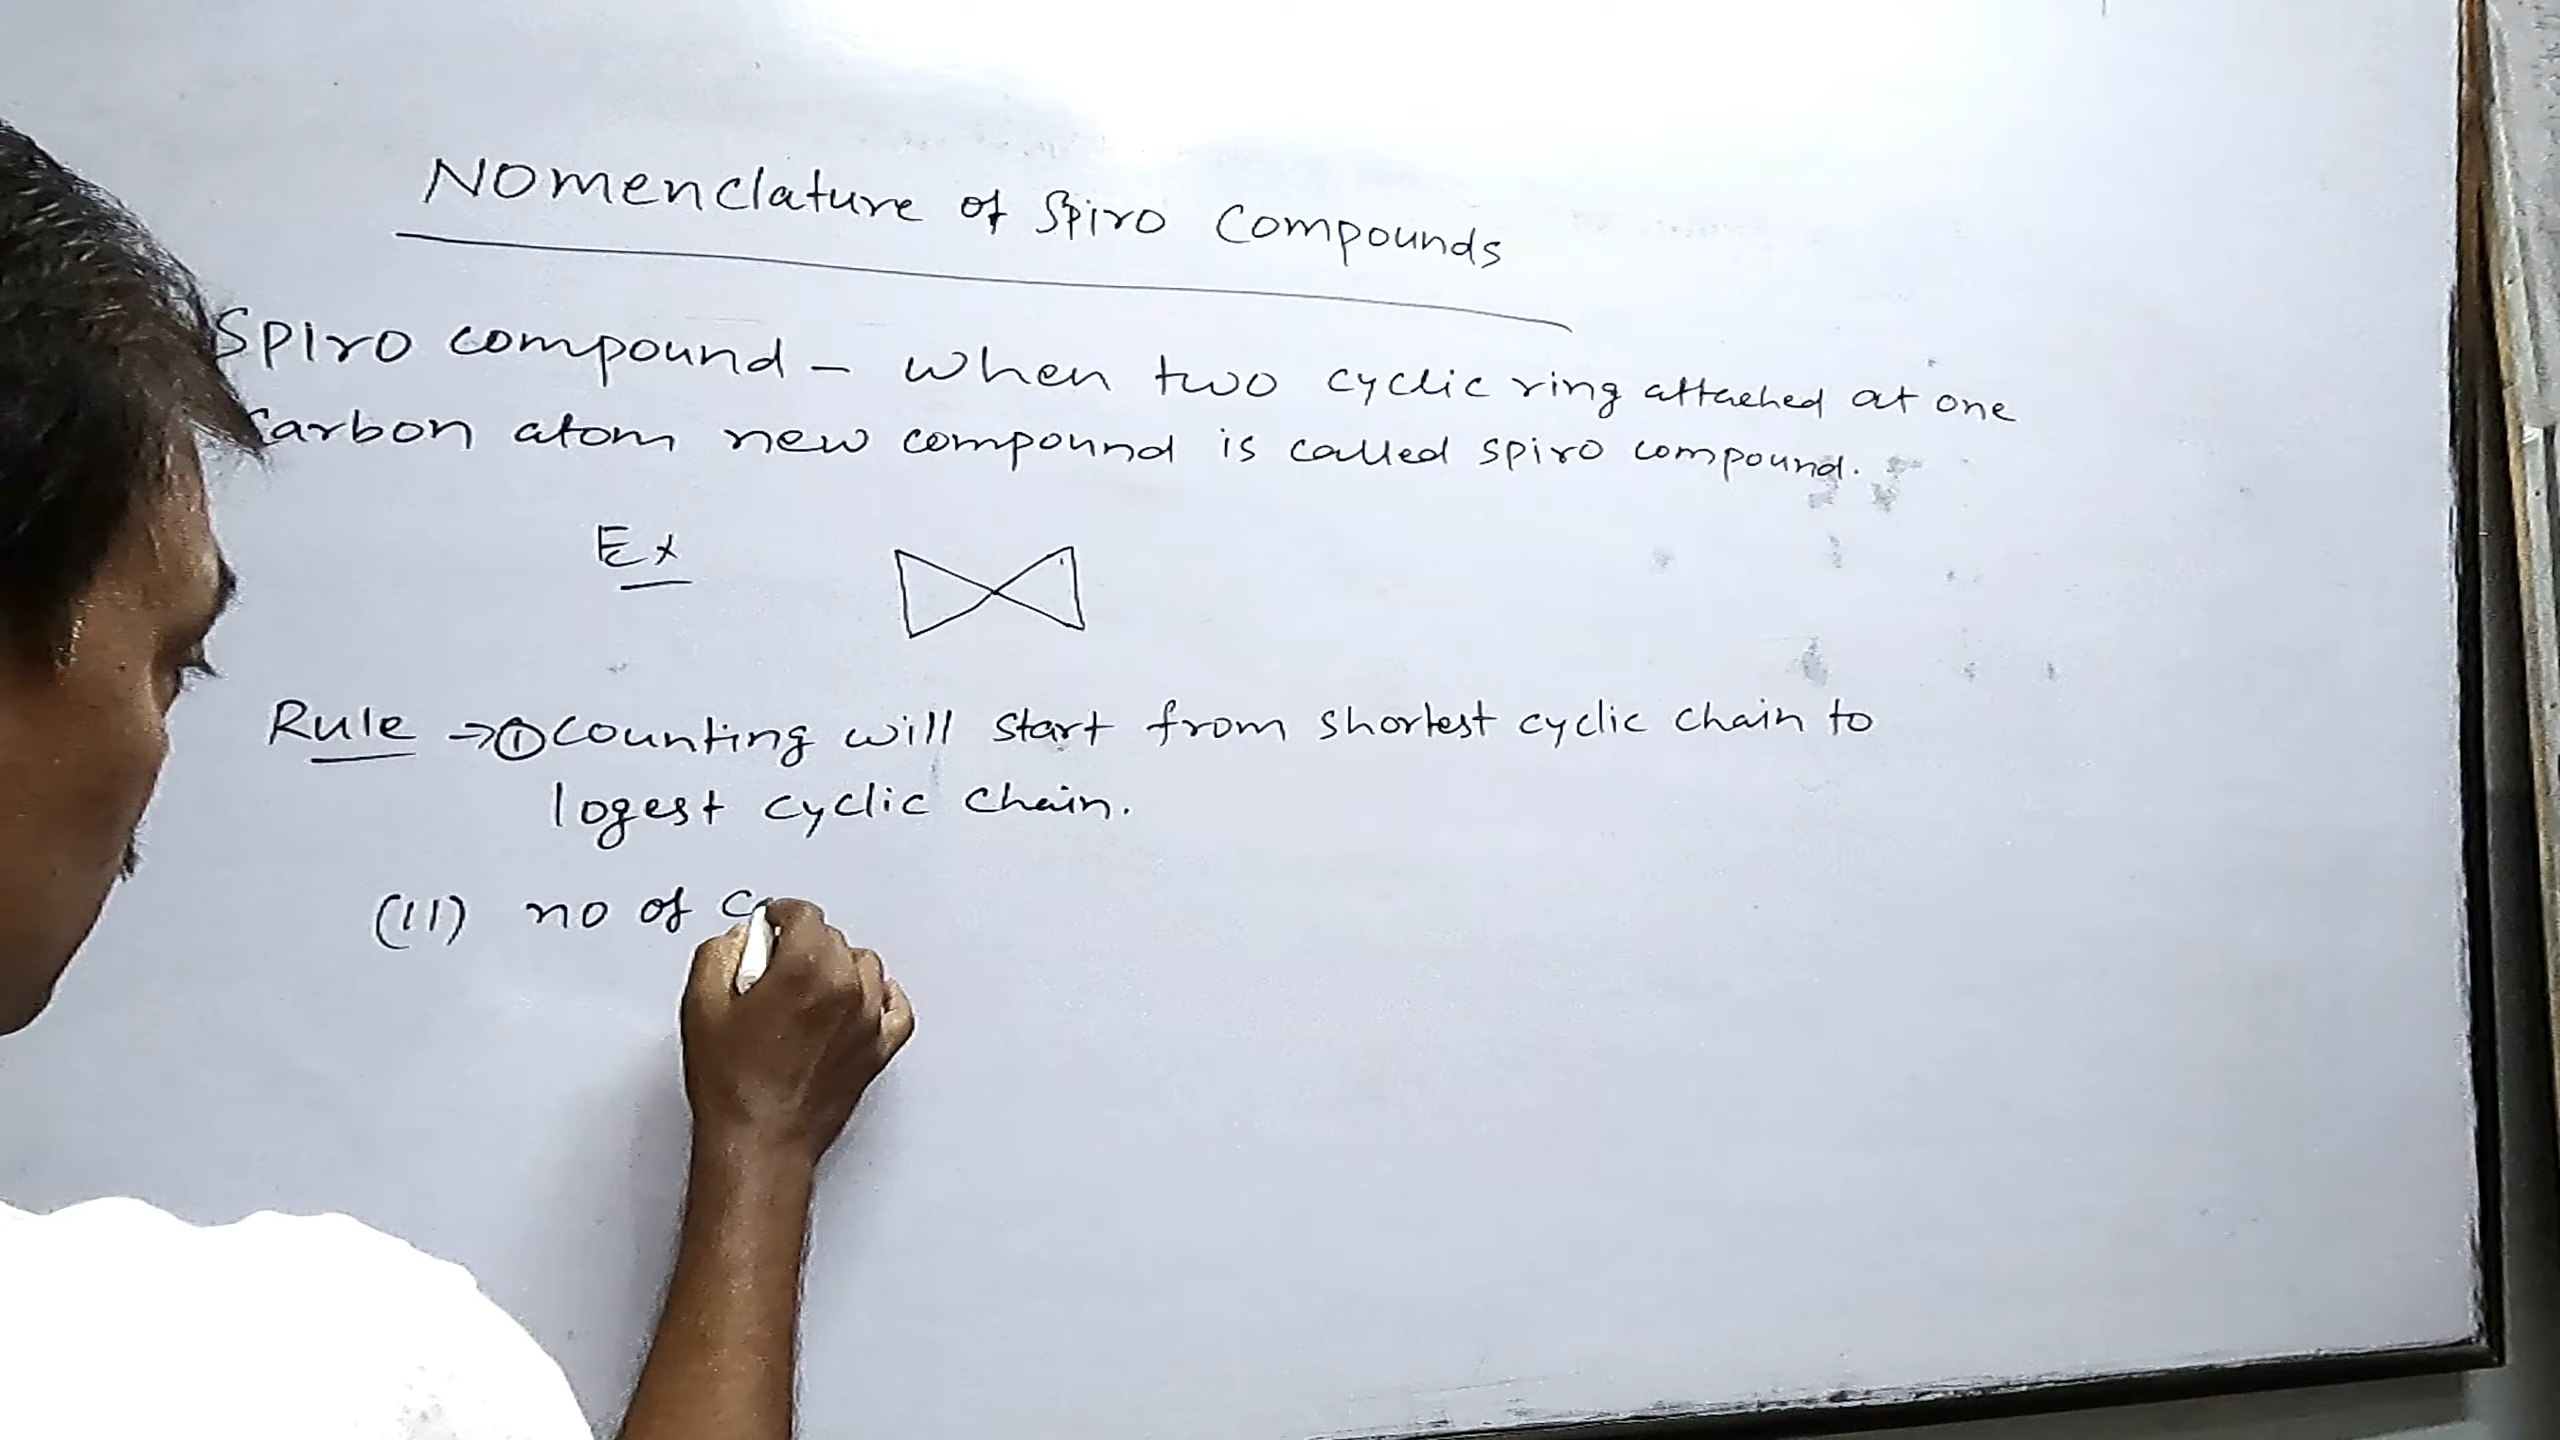 Nomenclature of Spiro Compounds
Spiro compound - when two cyclic ring attached at one
Carbon atom new compound is called spiro compound.
Ex
Rule → ① Counting will start from shortest cyclic chain to
logest cyclic chain.
(11) no of